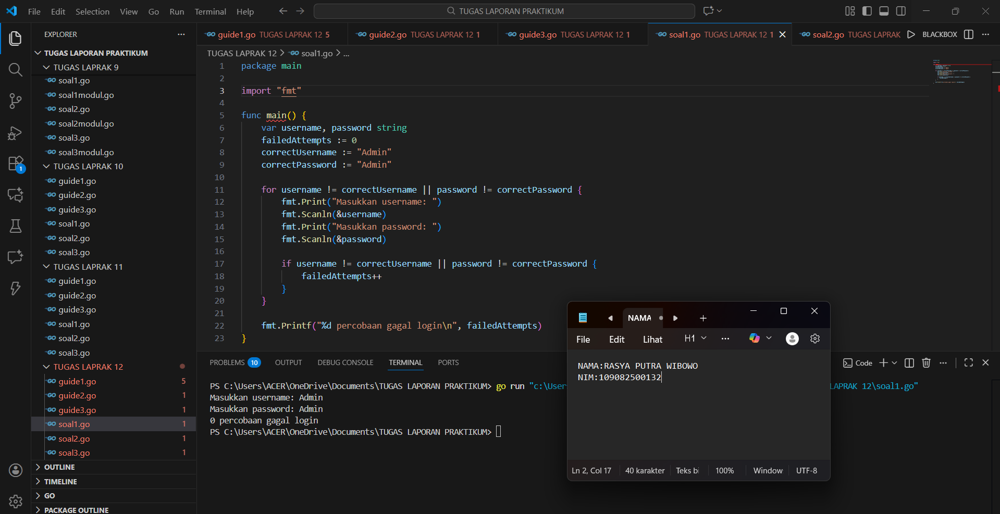 File Edit Selection View Go Run Terminal Help
TUGAS LAPORAN PRAKTIKUM
EXPLORER
TUGAS LAPORAN PRAKTIKUM
TUGAS LAPRAK 9
soal1.go
soal1modul.go
soal2.go
soal2modul.go
soal3.go
soal3modul.go
TUGAS LAPRAK 10
guide1.go
guide2.go
guide3.go
soal1.go
soal2.go
soal3.go
TUGAS LAPRAK 11
guide1.go
guide2.go
guide3.go
soal1.go
soal2.go
soal3.go
TUGAS LAPRAK 12
guide1.go 5
guide2.go 1
guide3.go 1
soal1.go 1
soal2.go 1
soal3.go 1
OUTLINE
TIMELINE
GO
PACKAGE OUTLINE
1
guide1.go TUGAS LAPRAK 12 5 guide2.go TUGAS LAPRAK 12 1 guide3.go TUGAS LAPRAK 12 1 soal1.go TUGAS LAPRAK 12 1 soal2.go TUGAS LAPRAK BLACKBOX
TUGAS LAPRAK 12 > soal1.go > ...
1 package main
2
3 import "fmt"
4
5 func main() {
6 var username, password string
7 failedAttempts := 0
8 correctUsername := "Admin"
9 correctPassword := "Admin"
10
11 for username != correctUsername || password != correctPassword {
12 fmt.Print("Masukkan username: ")
13 fmt.Scanln(&username)
14 fmt.Print("Masukkan password: ")
15 fmt.Scanln(&password)
16
17 if username != correctUsername || password != correctPassword {
18 failedAttempts++
19 }
20 }
21
22 fmt.Printf("%d percobaan gagal login\n", failedAttempts)
23 }
PROBLEMS 10 OUTPUT DEBUG CONSOLE TERMINAL PORTS Code
PS C:\Users\ACER\OneDrive\Documents\TUGAS LAPORAN PRAKTIKUM> go run "c:\User LAPRAK 12\soal1.go"
Masukkan username: Admin
Masukkan password: Admin
0 percobaan gagal login
PS C:\Users\ACER\OneDrive\Documents\TUGAS LAPORAN PRAKTIKUM>
NAMA
File Edit Lihat H1
NAMA:RASYA PUTRA WIBOWO
NIM:109082500132
Ln 2, Col 17 40 karakter Teks bi 100% Window UTF-8